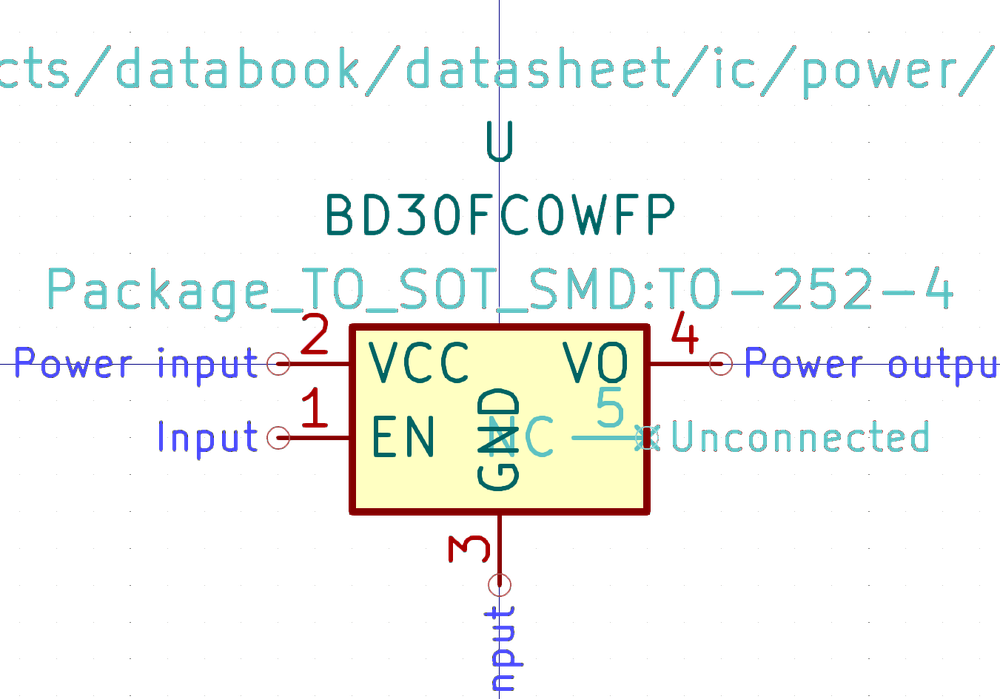 cts/databook/datasheet/ic/power/
U
BD30FC0WFP
Package_TO_SOT_SMD:TO-252-4
Power input 2 VCC VO 4 Power outpu
Input 1 EN GND NC 5 Unconnected
3
nput